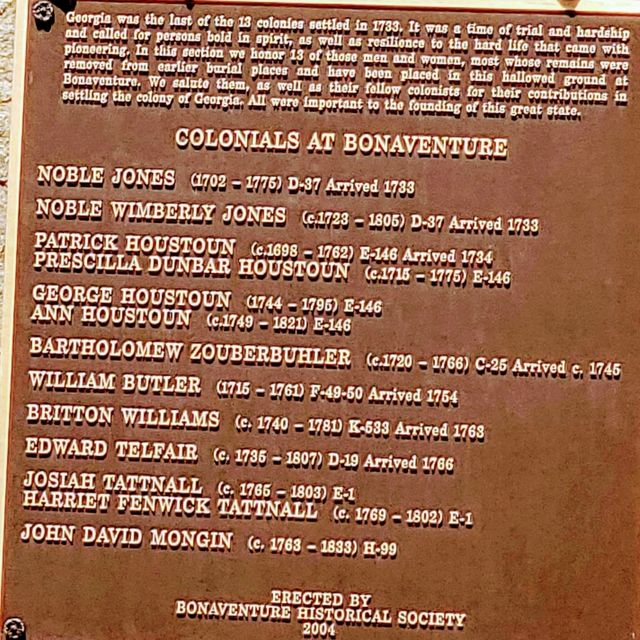 Georgia was the last of the 13 colonies settled in 1733. It was a time of trial and hardship
and called for persons bold in spirit, as well as resilience to the hard life that came with
pioneering. In this section we honor 13 of those men and women, most whose remains were
removed from earlier burial places and have been placed in this hallowed ground at
Bonaventure. We salute them, as well as their fellow colonists for their contributions in
settling the colony of Georgia. All were important to the founding of this great state.
COLONIALS AT BONAVENTURE
NOBLE JONES (1702 – 1775) D-37 Arrived 1733
NOBLE WIMBERLY JONES (c.1723 – 1805) D-37 Arrived 1733
PATRICK HOUSTOUN (c.1698 – 1762) E-146 Arrived 1734
PRESCILLA DUNBAR HOUSTOUN (c.1715 – 1775) E-146
GEORGE HOUSTOUN (1744 – 1795) E-146
ANN HOUSTOUN (c.1749 – 1821) E-146
BARTHOLOMEW ZOUBERBUHLER (c.1720 – 1766) C-25 Arrived c. 1745
WILLIAM BUTLER (1715 – 1761) F-49-50 Arrived 1754
BRITTON WILLIAMS (c. 1740 – 1781) K-533 Arrived 1763
EDWARD TELFAIR (c. 1735 – 1807) D-19 Arrived 1766
JOSIAH TATTNALL (c. 1765 – 1803) E-1
HARRIET FENWICK TATTNALL (c. 1769 – 1802) E-1
JOHN DAVID MONGIN (c. 1763 – 1833) H-99
ERECTED BY
BONAVENTURE HISTORICAL SOCIETY
2004